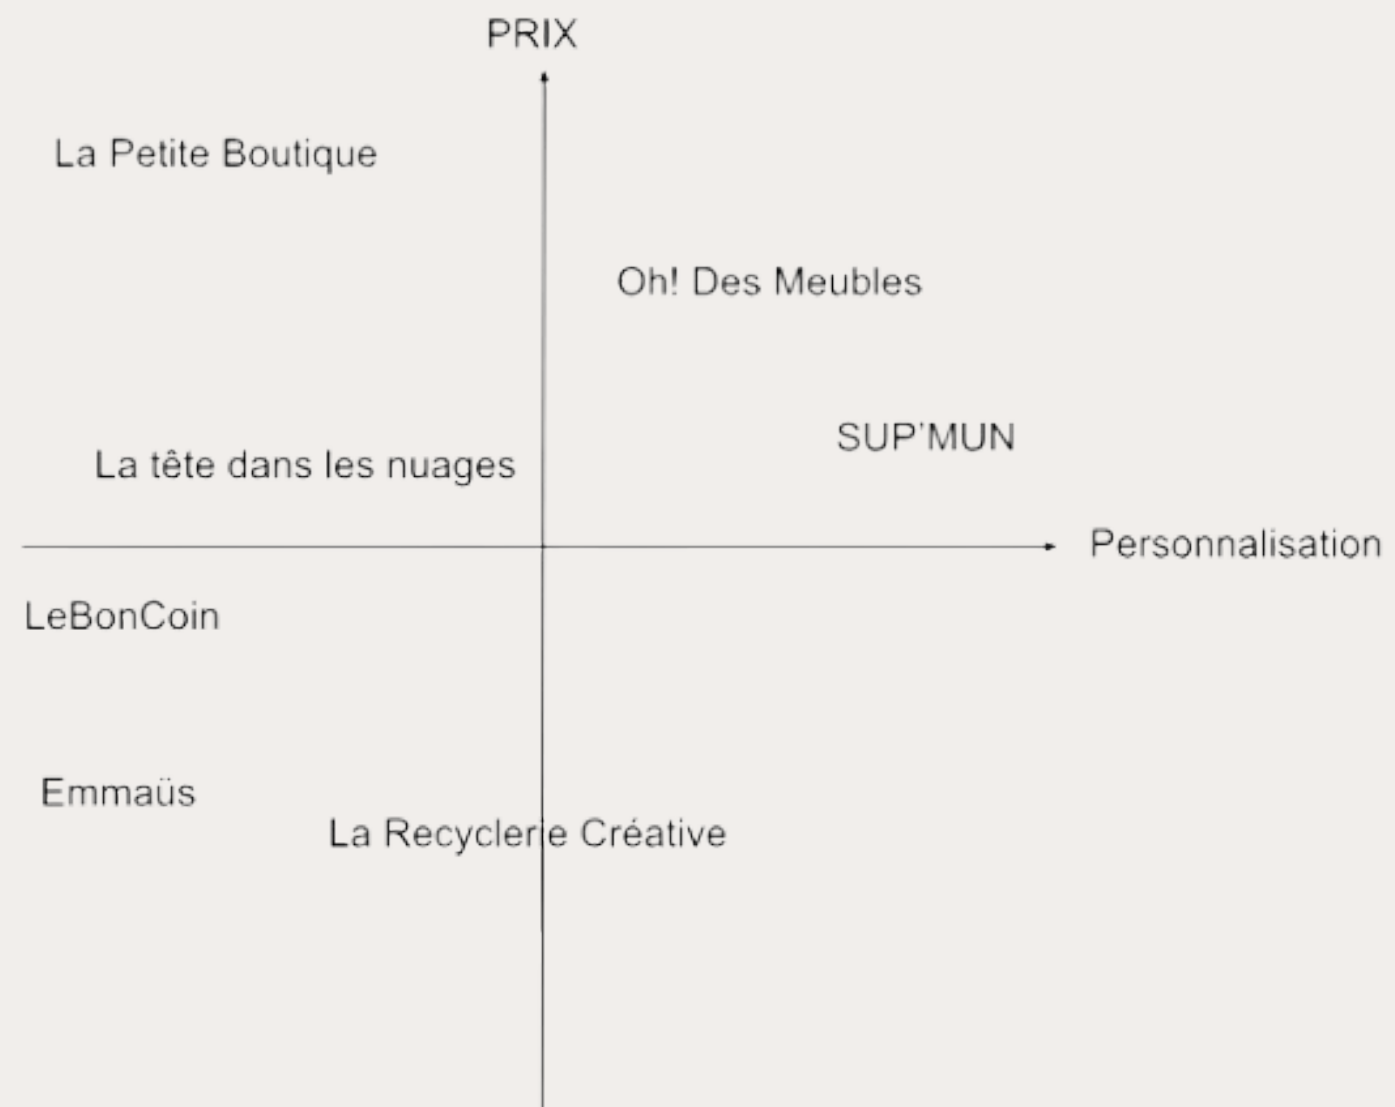 PRIX
La Petite Boutique
Oh! Des Meubles
SUP'MUN
La tête dans les nuages
Personnalisation
LeBonCoin
Emmaüs
La Recyclerie Créative